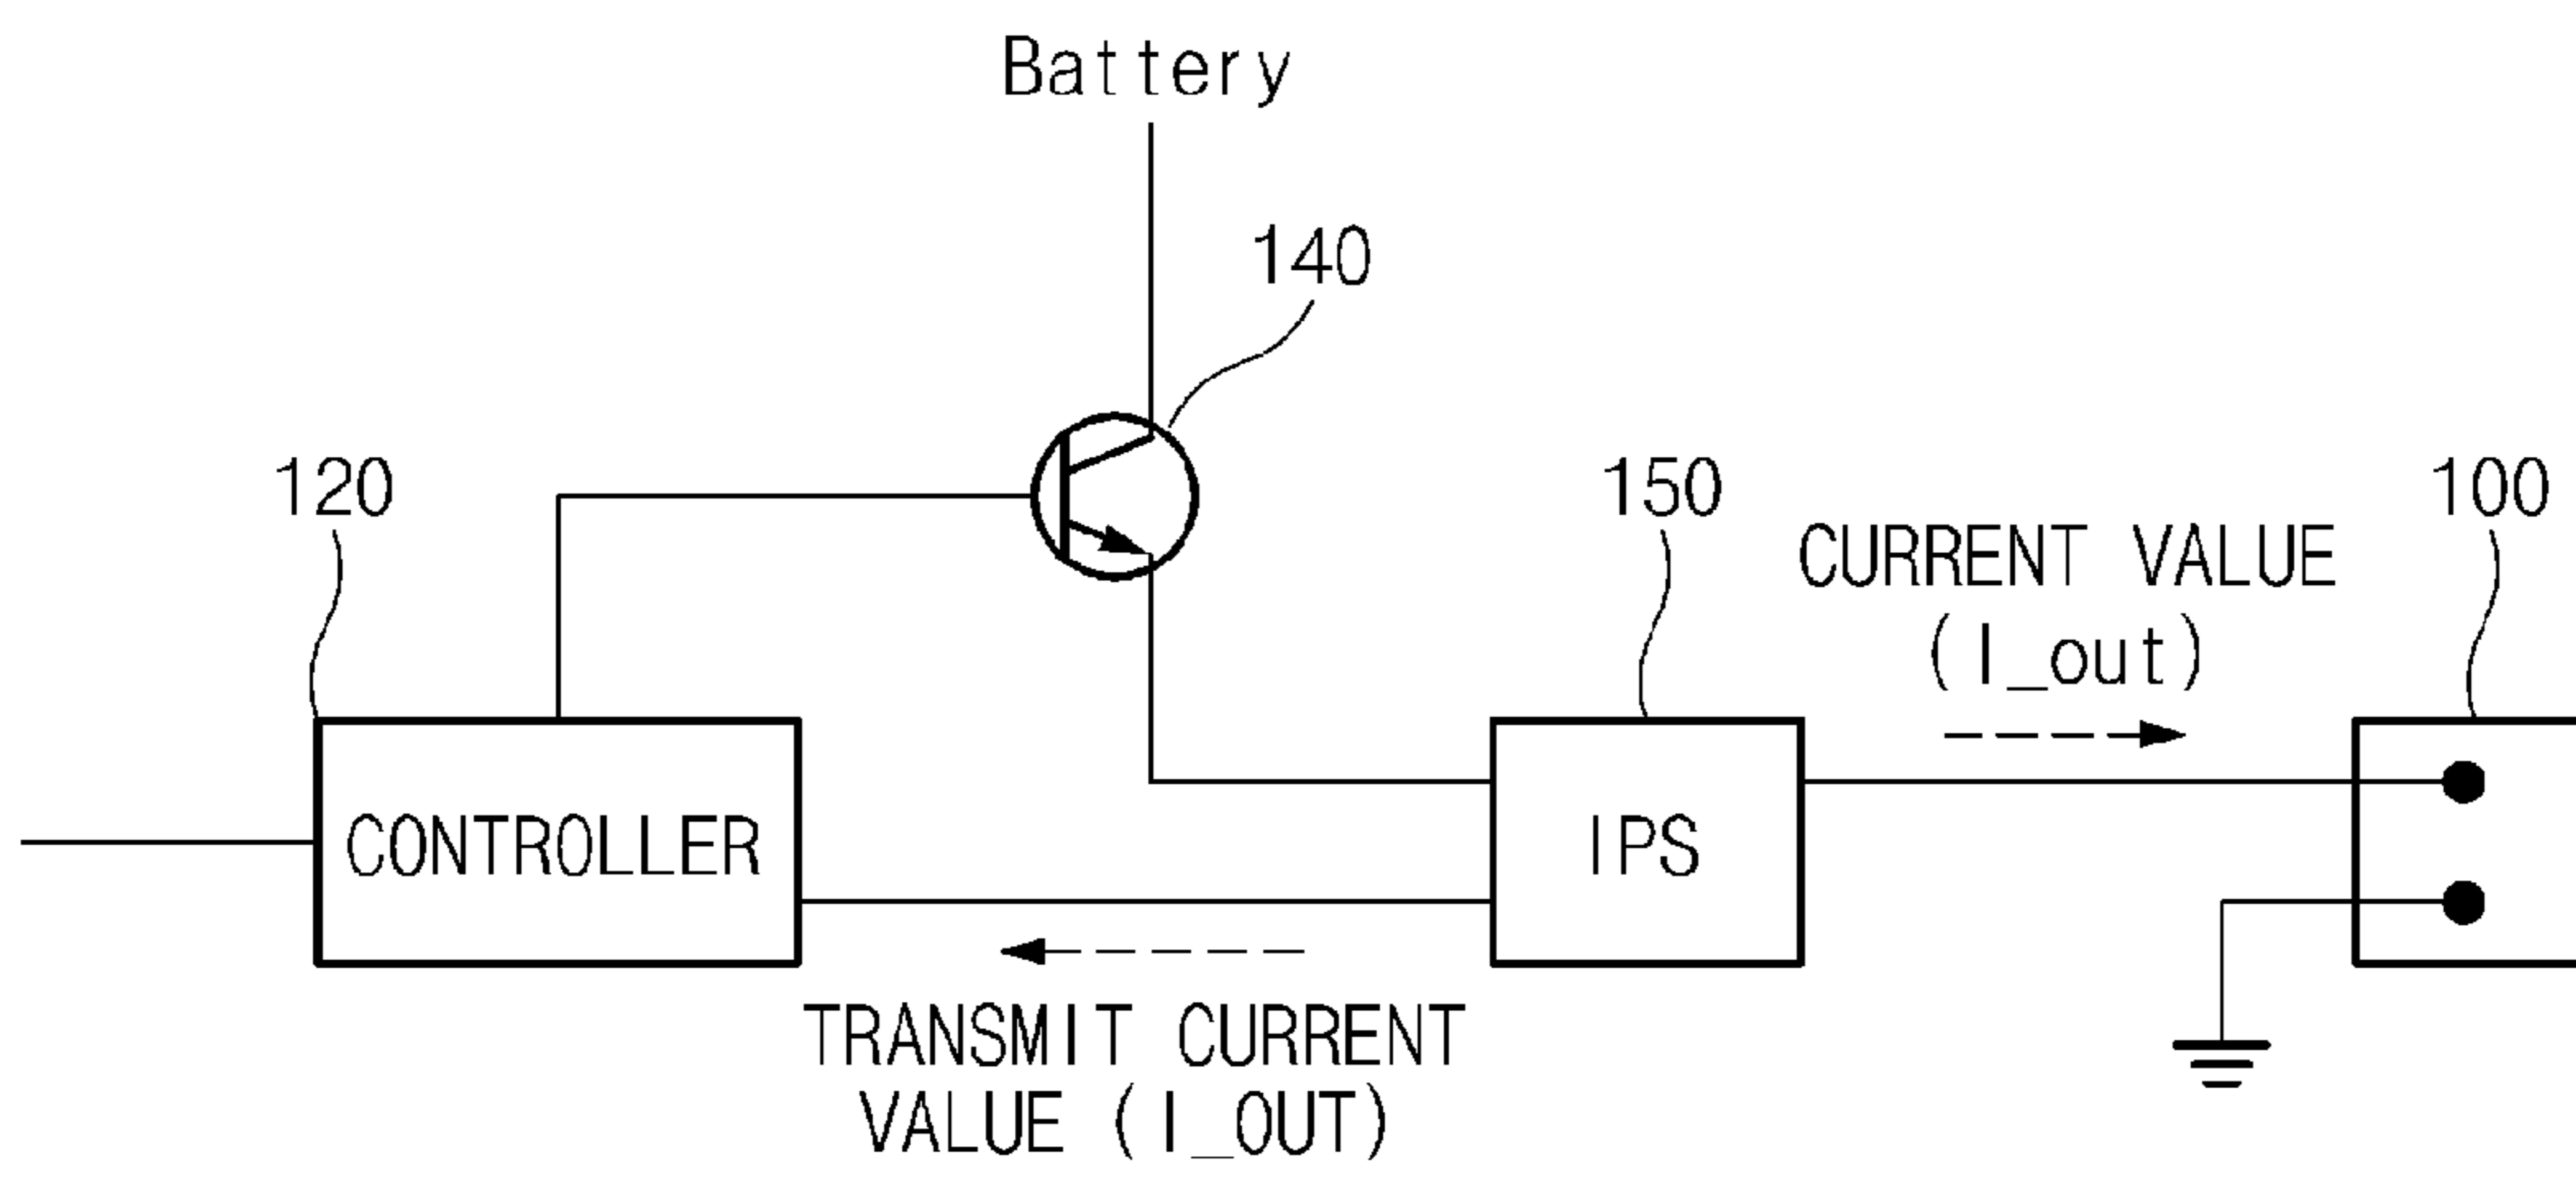 Battery
140
120
150
100
CURRENT VALUE
(I_out)
CONTROLLER
IPS
TRANSMIT CURRENT
VALUE (I_OUT)